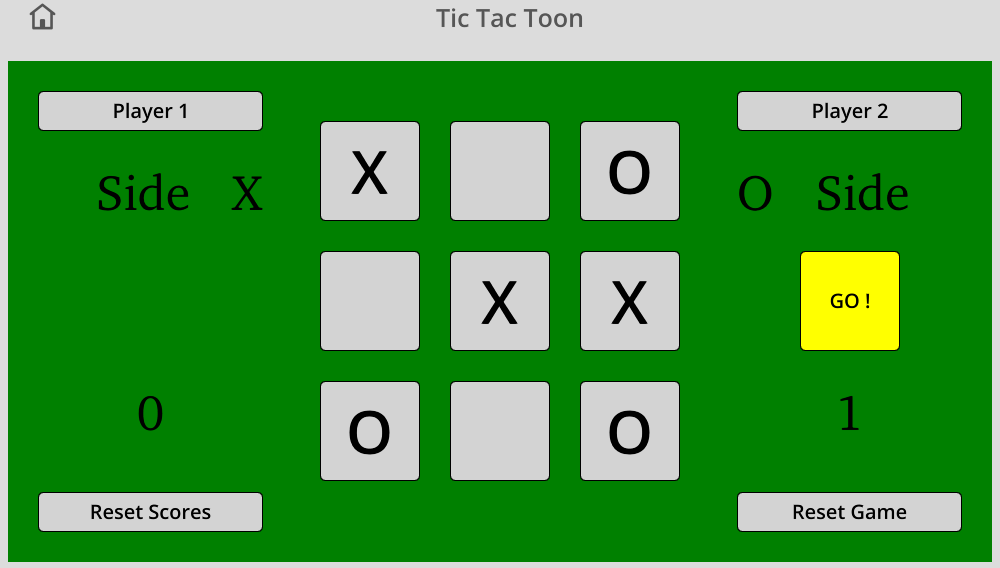 Tic Tac Toon
Player 1
Player 2
X
O
Side X
O Side
X
X
GO !
0
1
O
O
Reset Scores
Reset Game